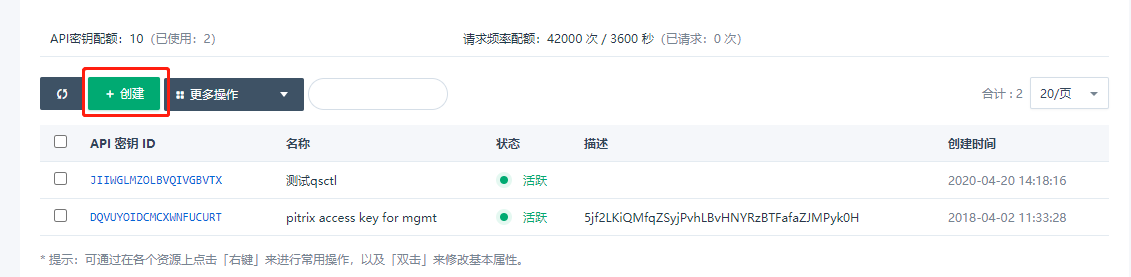 API密钥配额：10 (已使用：2) 请求频率配额：42000 次 / 3600 秒 (已请求：0 次)
+ 创建 更多操作 合计 : 2 20/页
API 密钥 ID 名称 状态 描述 创建时间
JIIWGLMZOLBVQIVGBVTX 测试qsctl 活跃 2020-04-20 14:18:16
DQVUYOIDCMCXWNFUCURT pitrix access key for mgmt 活跃 5jf2LKiQMfqZSyjPvhLBvHNYRzBTFafaZJMPyk0H 2018-04-02 11:33:28
* 提示：可通过在各个资源上点击「右键」来进行常用操作，以及「双击」来修改基本属性。